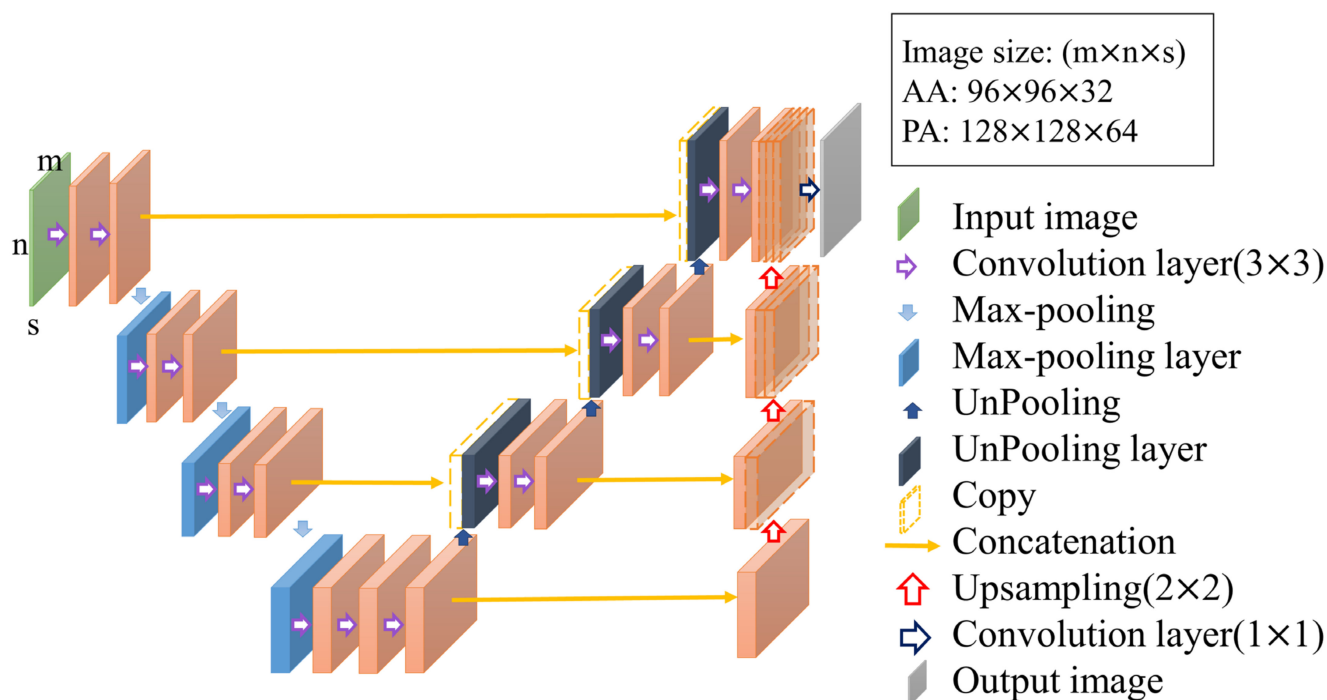 Image size: (m×n×s)
AA: 96×96×32
PA: 128×128×64
m
n
s
Input image
Convolution layer(3×3)
Max-pooling
Max-pooling layer
UnPooling
UnPooling layer
Copy
Concatenation
Upsampling(2×2)
Convolution layer(1×1)
Output image